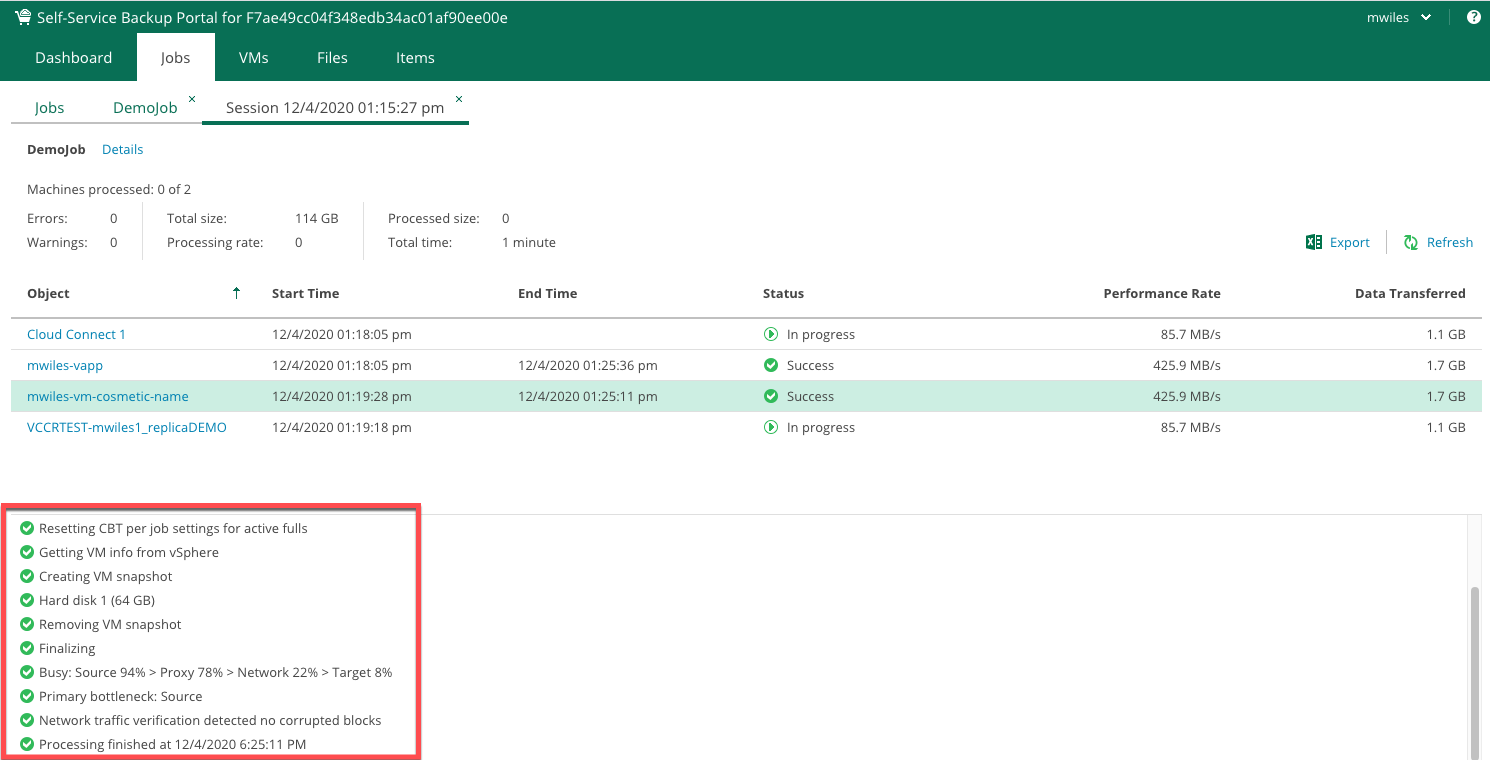 Self-Service Backup Portal for F7ae49cc04f348edb34ac01af90ee00e mwiles ?
Dashboard Jobs VMs Files Items
Jobs DemoJob × Session 12/4/2020 01:15:27 pm ×
DemoJob Details
Machines processed: 0 of 2
Errors: 0 Total size: 114 GB Processed size: 0
Warnings: 0 Processing rate: 0 Total time: 1 minute Export Refresh
Object Start Time End Time Status Performance Rate Data Transferred
Cloud Connect 1 12/4/2020 01:18:05 pm In progress 85.7 MB/s 1.1 GB
mwiles-vapp 12/4/2020 01:18:05 pm 12/4/2020 01:25:36 pm Success 425.9 MB/s 1.7 GB
mwiles-vm-cosmetic-name 12/4/2020 01:19:28 pm 12/4/2020 01:25:11 pm Success 425.9 MB/s 1.7 GB
VCCRTEST-mwiles1_replicaDEMO 12/4/2020 01:19:18 pm In progress 85.7 MB/s 1.1 GB
Resetting CBT per job settings for active fulls
Getting VM info from vSphere
Creating VM snapshot
Hard disk 1 (64 GB)
Removing VM snapshot
Finalizing
Busy: Source 94% > Proxy 78% > Network 22% > Target 8%
Primary bottleneck: Source
Network traffic verification detected no corrupted blocks
Processing finished at 12/4/2020 6:25:11 PM